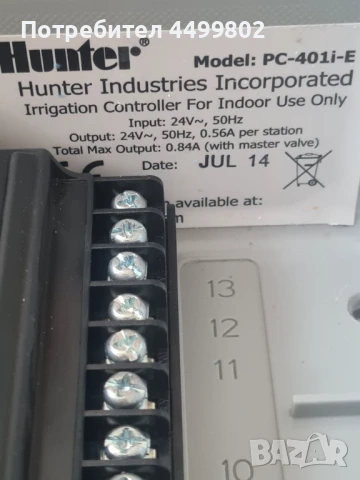 Потребител 4499802
Hunter®
Model: PC-401i-E
Hunter Industries Incorporated
Irrigation Controller For Indoor Use Only
Input: 24V~, 50Hz
Output: 24V~, 50Hz, 0.56A per station
Total Max Output: 0.84A (with master valve)
CE Date: JUL 14
available at:
13
12
11
10
bazar